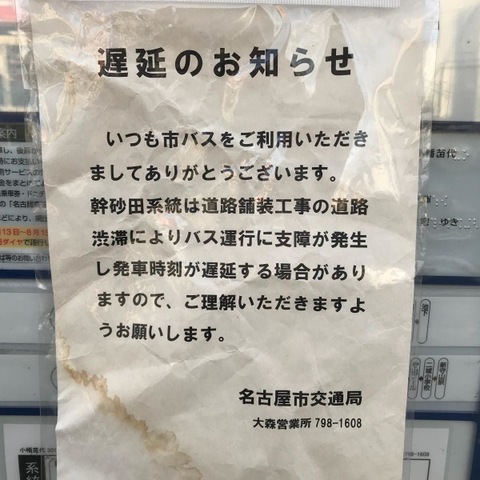 遅延のお知らせ
いつも市バスをご利用いただき
ましてありがとうございます。
幹砂田系統は道路舗装工事の道路
渋滞によりバス運行に支障が発生
し発車時刻が遅延する場合があり
ますので、ご理解いただきますよ
うお願いします。
名古屋市交通局
大森営業所 798-1608
案内
ゆき